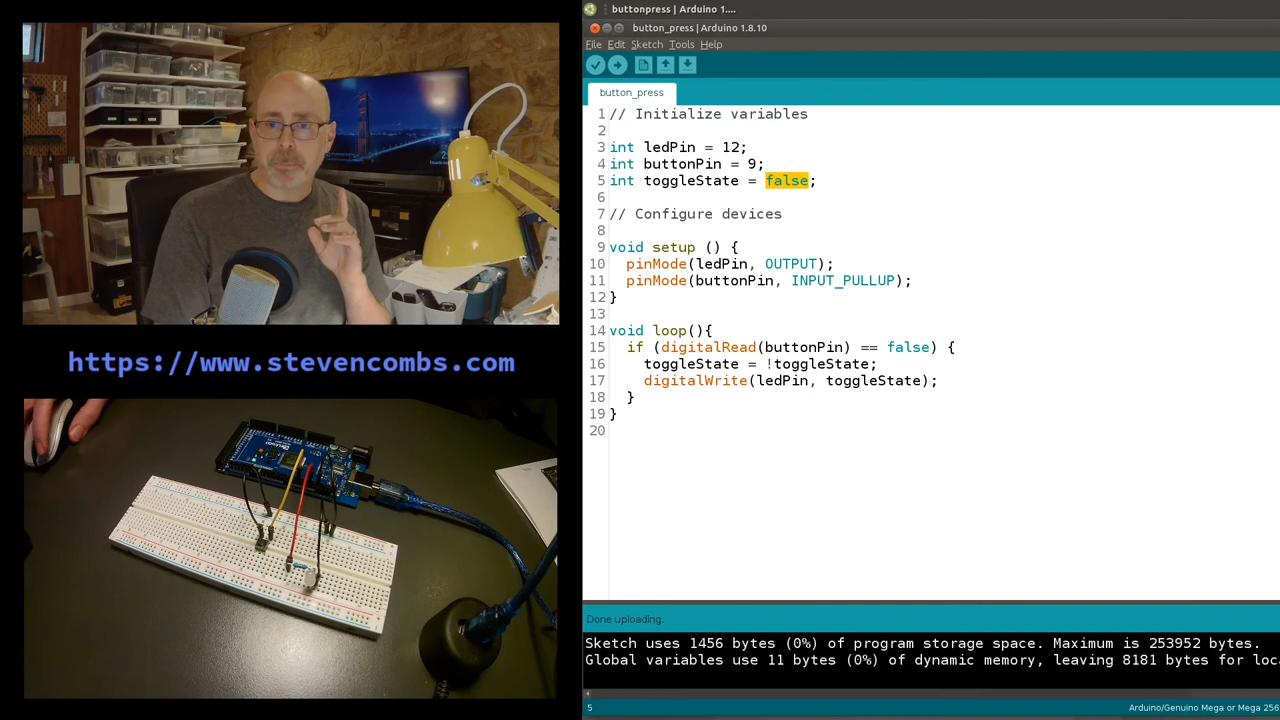 https://www.stevencombs.com
buttonpress | Arduino 1....
button_press | Arduino 1.8.10
File Edit Sketch Tools Help
button_press
1 // Initialize variables
2
3 int ledPin = 12;
4 int buttonPin = 9;
5 int toggleState = false;
6
7 // Configure devices
8
9 void setup () {
10 pinMode(ledPin, OUTPUT);
11 pinMode(buttonPin, INPUT_PULLUP);
12 }
13
14 void loop(){
15 if (digitalRead(buttonPin) == false) {
16 toggleState = !toggleState;
17 digitalWrite(ledPin, toggleState);
18 }
19 }
20
Done uploading.
Sketch uses 1456 bytes (0%) of program storage space. Maximum is 253952 bytes.
Global variables use 11 bytes (0%) of dynamic memory, leaving 8181 bytes for loc
5
Arduino/Genuino Mega or Mega 256